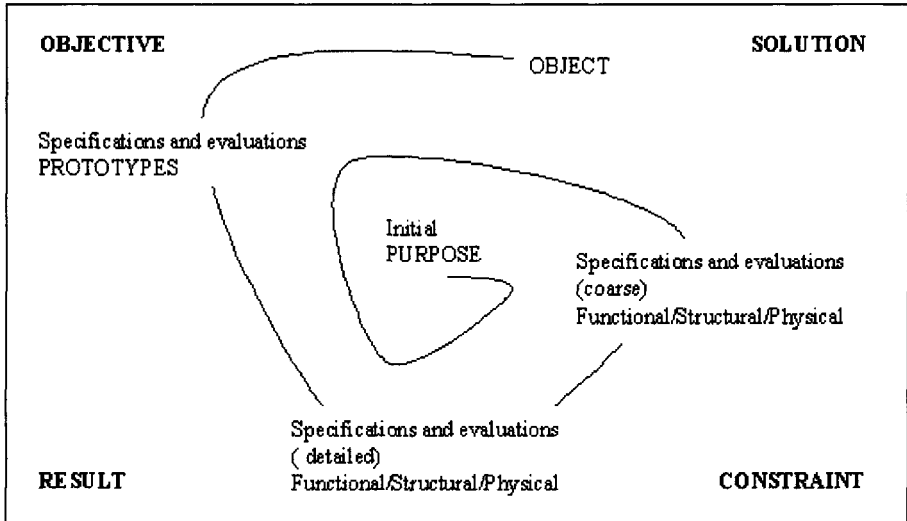 OBJECTIVE
SOLUTION
OBJECT
Specifications and evaluations
PROTOTYPES
Initial
PURPOSE
Specifications and evaluations
(coarse)
Functional/Structural/Physical
Specifications and evaluations
( detailed)
Functional/Structural/Physical
RESULT
CONSTRAINT